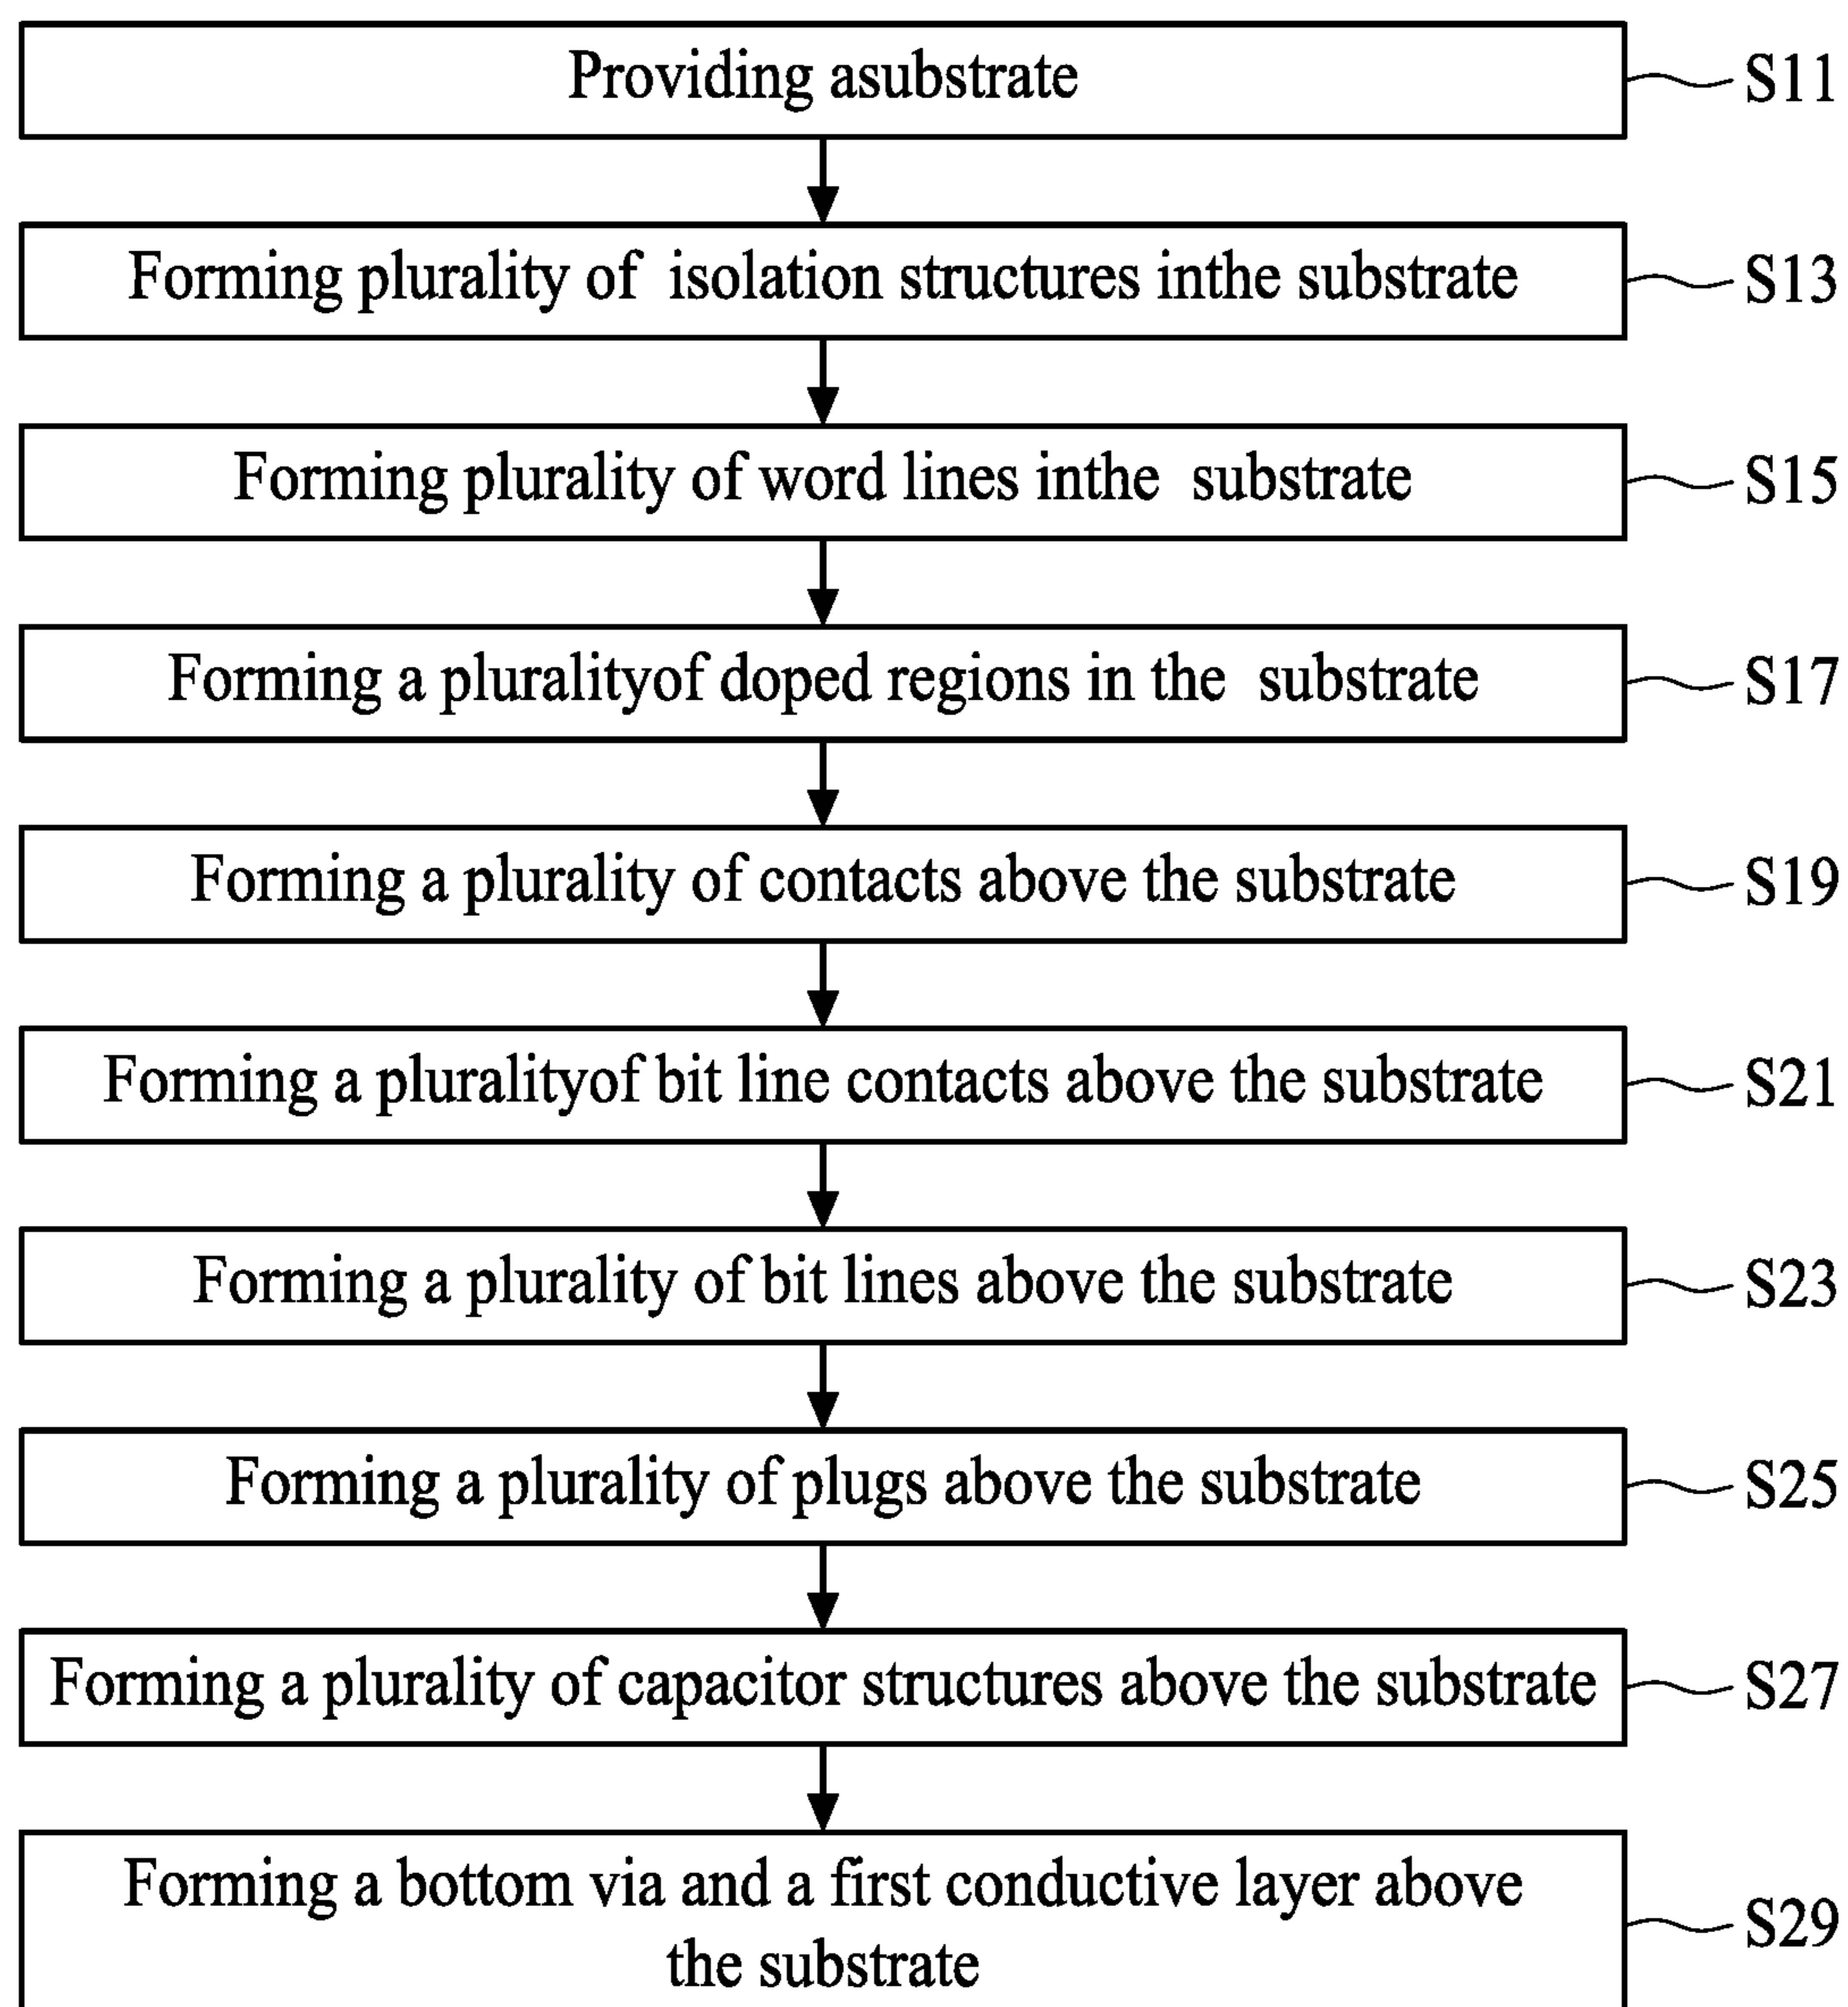 Providing asubstrate S11
Forming plurality of isolation structures inthe substrate S13
Forming plurality of word lines inthe substrate S15
Forming a pluralityof doped regions in the substrate S17
Forming a plurality of contacts above the substrate S19
Forming a pluralityof bit line contacts above the substrate S21
Forming a plurality of bit lines above the substrate S23
Forming a plurality of plugs above the substrate S25
Forming a plurality of capacitor structures above the substrate S27
Forming a bottom via and a first conductive layer above
the substrate S29